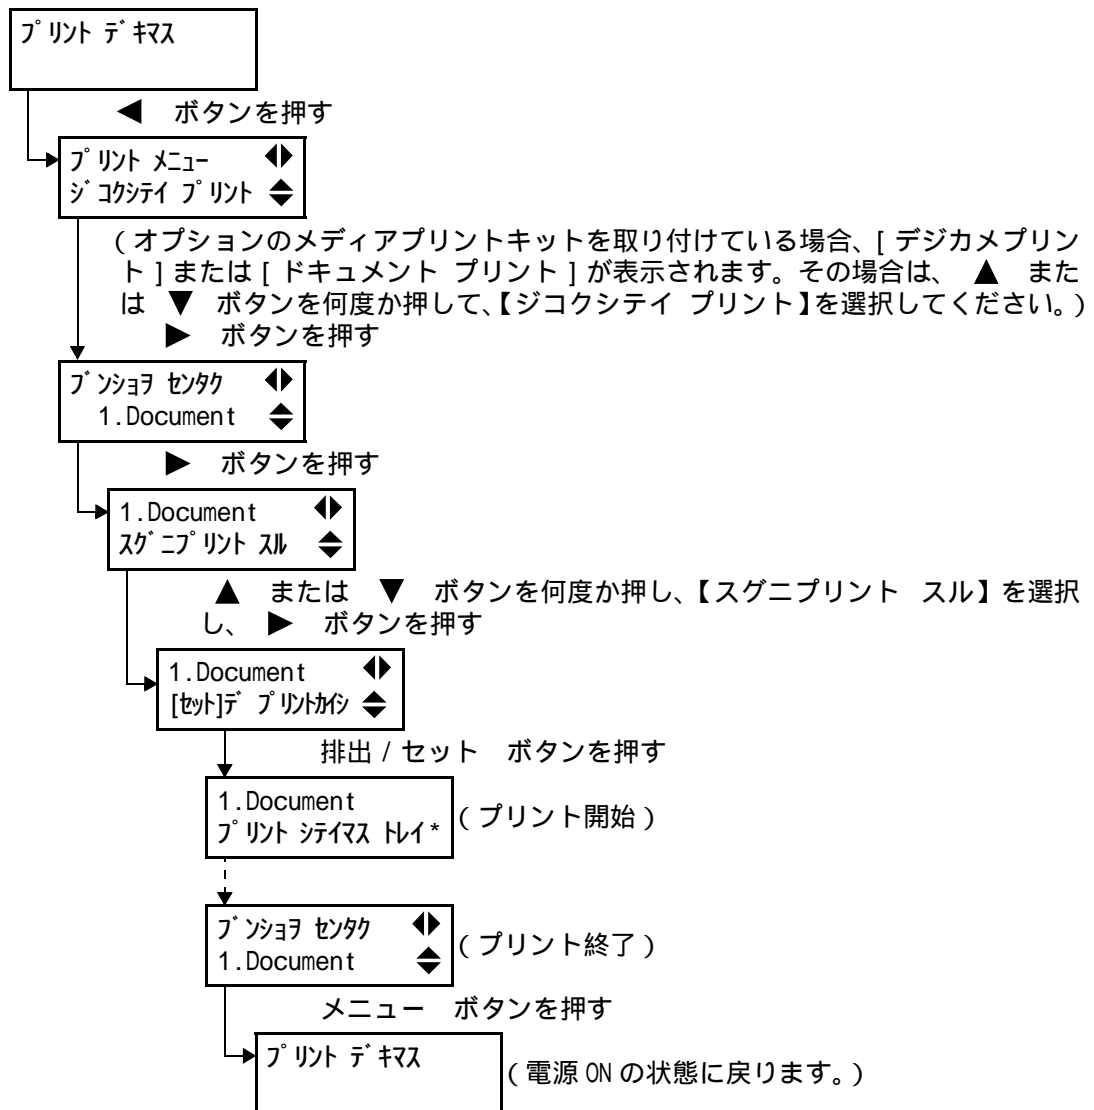 ﾌﾟﾘﾝﾄ ﾃﾞｷﾏｽ
◀ ボタンを押す
ﾌﾟﾘﾝﾄ ﾒﾆｭｰ ◀▶
ｼﾞｺｸｼﾃｲ ﾌﾟﾘﾝﾄ ▲▼
（オプションのメディアプリントキットを取り付けている場合、[ デジカメプリン
ト ] または [ ドキュメント プリント ] が表示されます。その場合は、 ▲ また
は ▼ ボタンを何度か押して、【ジコクシテイ プリント】を選択してください。）
▶ ボタンを押す
ﾌﾞﾝｼｮｦ ｾﾝﾀｸ ◀▶
1.Document ▲▼
▶ ボタンを押す
1.Document ◀▶
ｽｸﾞﾆﾌﾟﾘﾝﾄ ｽﾙ ▲▼
▲ または ▼ ボタンを何度か押し、【スグニプリント スル】を選択
し、 ▶ ボタンを押す
1.Document ◀▶
[ｾｯﾄ]ﾃﾞ ﾌﾟﾘﾝﾄｶｲｼ ▲▼
排出 / セット ボタンを押す
1.Document
ﾌﾟﾘﾝﾄ ｼﾃｲﾏｽ ﾄﾚｲ*
（プリント開始）
ﾌﾞﾝｼｮｦ ｾﾝﾀｸ ◀▶
1.Document ▲▼
（プリント終了）
メニュー ボタンを押す
ﾌﾟﾘﾝﾄ ﾃﾞｷﾏｽ
（電源 ON の状態に戻ります。）